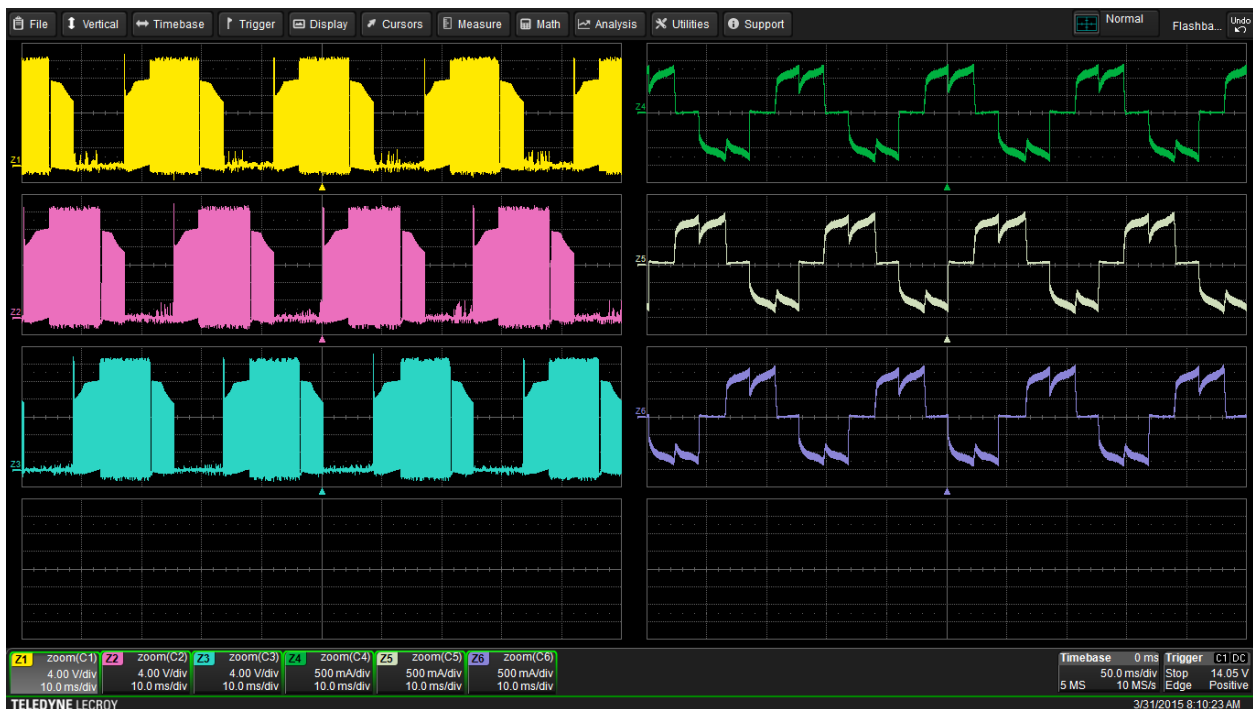 File Vertical Timebase Trigger Display Cursors Measure Math Analysis Utilities Support Normal Flashba... Undo
Z1
Z2
Z3
Z4
Z5
Z6
Z1 zoom(C1) Z2 zoom(C2) Z3 zoom(C3) Z4 zoom(C4) Z5 zoom(C5) Z6 zoom(C6) Timebase 0 ms Trigger C1 DC
4.00 V/div 4.00 V/div 4.00 V/div 500 mA/div 500 mA/div 500 mA/div 50.0 ms/div Stop 14.05 V
10.0 ms/div 10.0 ms/div 10.0 ms/div 10.0 ms/div 10.0 ms/div 10.0 ms/div 5 MS 10 MS/s Edge Positive
TELEDYNE LECROY 3/31/2015 8:10:23 AM